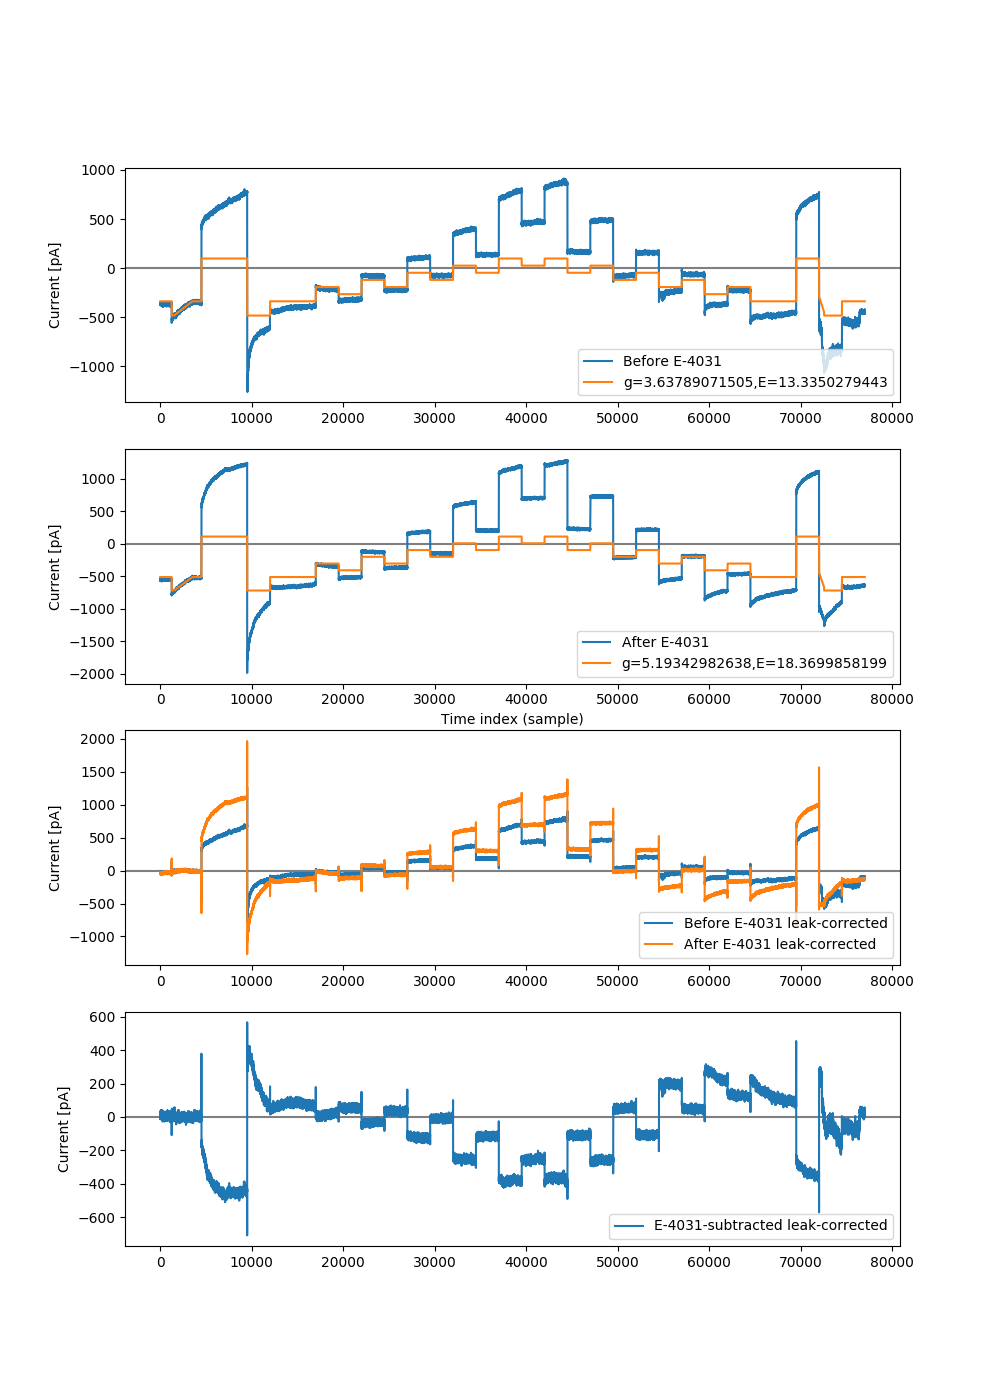 1000
500
0
−500
−1000
Current [pA]
Before E-4031
g=3.63789071505,E=13.3350279443
0 10000 20000 30000 40000 50000 60000 70000 80000
1000
500
0
−500
−1000
−1500
−2000
Current [pA]
After E-4031
g=5.19342982638,E=18.3699858199
0 10000 20000 30000 40000 50000 60000 70000 80000
Time index (sample)
2000
1500
1000
500
0
−500
−1000
Current [pA]
Before E-4031 leak-corrected
After E-4031 leak-corrected
0 10000 20000 30000 40000 50000 60000 70000 80000
600
400
200
0
−200
−400
−600
Current [pA]
E-4031-subtracted leak-corrected
0 10000 20000 30000 40000 50000 60000 70000 80000